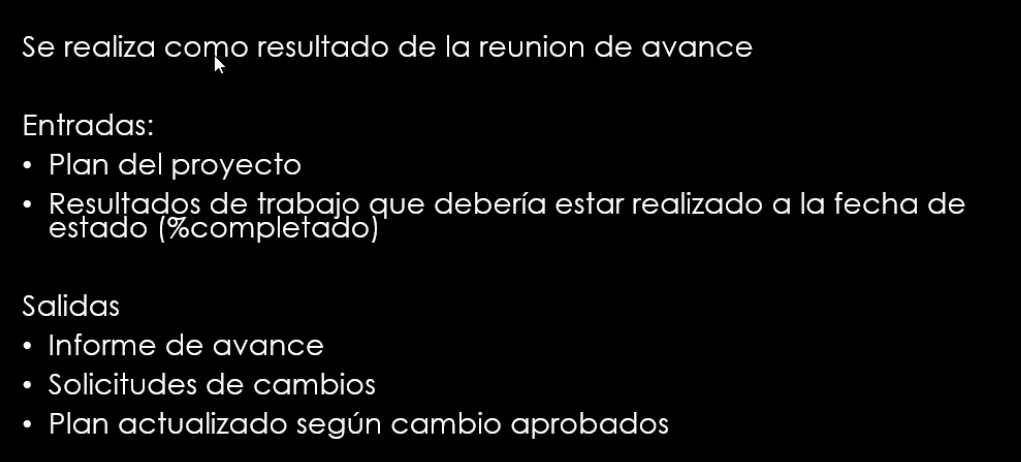 Se realiza como resultado de la reunion de avance
Entradas:
• Plan del proyecto
• Resultados de trabajo que debería estar realizado a la fecha de
estado (%completado)
Salidas
• Informe de avance
• Solicitudes de cambios
• Plan actualizado según cambio aprobados